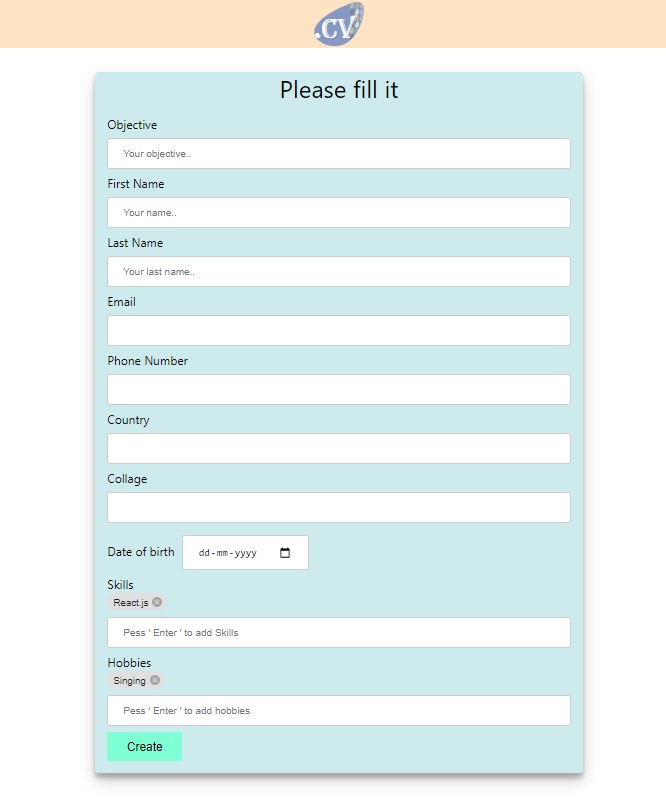 .CV
Please fill it
Objective
Your objective..
First Name
Your name..
Last Name
Your last name..
Email
Phone Number
Country
Collage
Date of birth dd-mm-yyyy
Skills
React.js
Pess ' Enter ' to add Skills
Hobbies
Singing
Pess ' Enter ' to add hobbies
Create